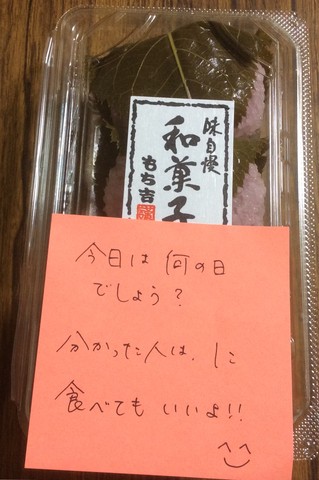 味自慢
和菓子
もち吉
今日は何の日
でしょう?
分かった人は、1こ
食べてもいいよ!!